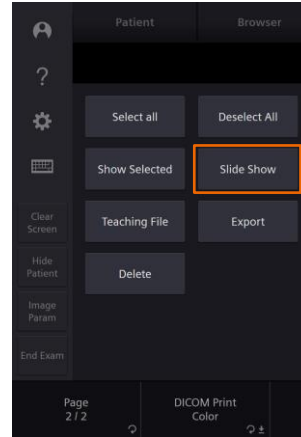 Patient
Browser
?
Select all
Deselect All
Show Selected
Slide Show
Clear
Screen
Teaching File
Export
Hide
Patient
Delete
Image
Param
End Exam
Page
2 / 2
DICOM Print
Color